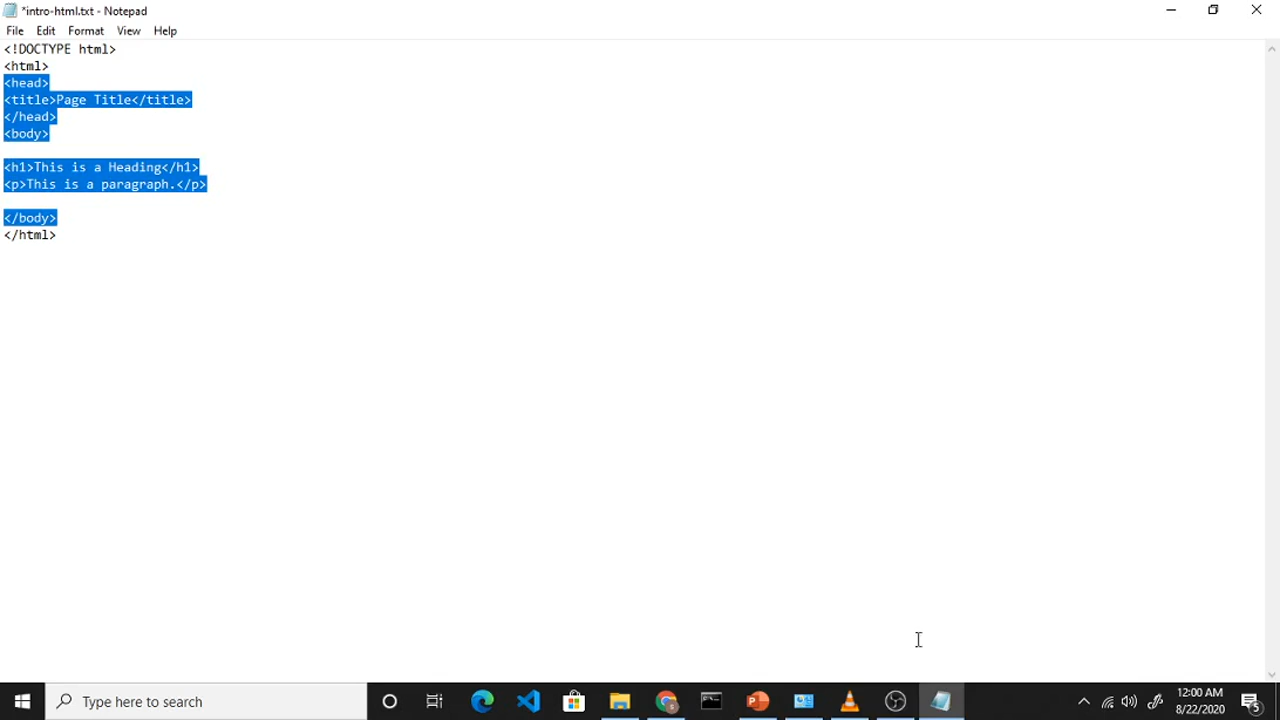 *intro-html.txt - Notepad
File Edit Format View Help
<!DOCTYPE html>
<html>
<head>
<title>Page Title</title>
</head>
<body>
<h1>This is a Heading</h1>
<p>This is a paragraph.</p>
</body>
</html>
Type here to search
12:00 AM
8/22/2020
5